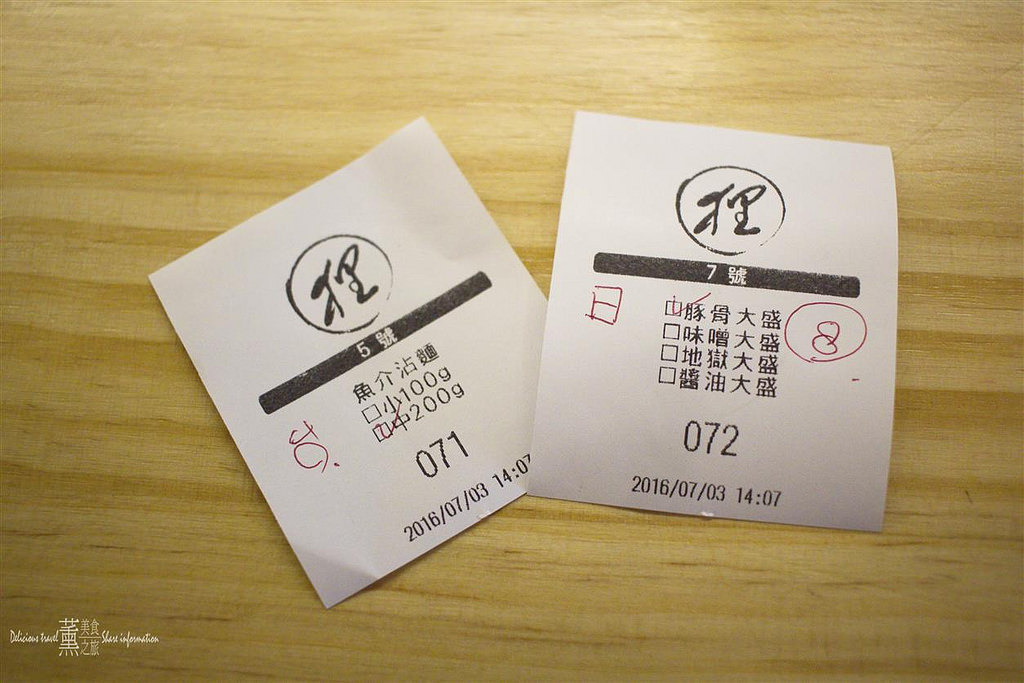 狸
5 號
魚介沾麵
□小100g
□中200g
071
2016/07/03 14:07
狸
7 號
日
□豚骨大盛
□味噌大盛
□地獄大盛
□醬油大盛
8
072
2016/07/03 14:07
Delicious travel 薰 美食之旅 Share information